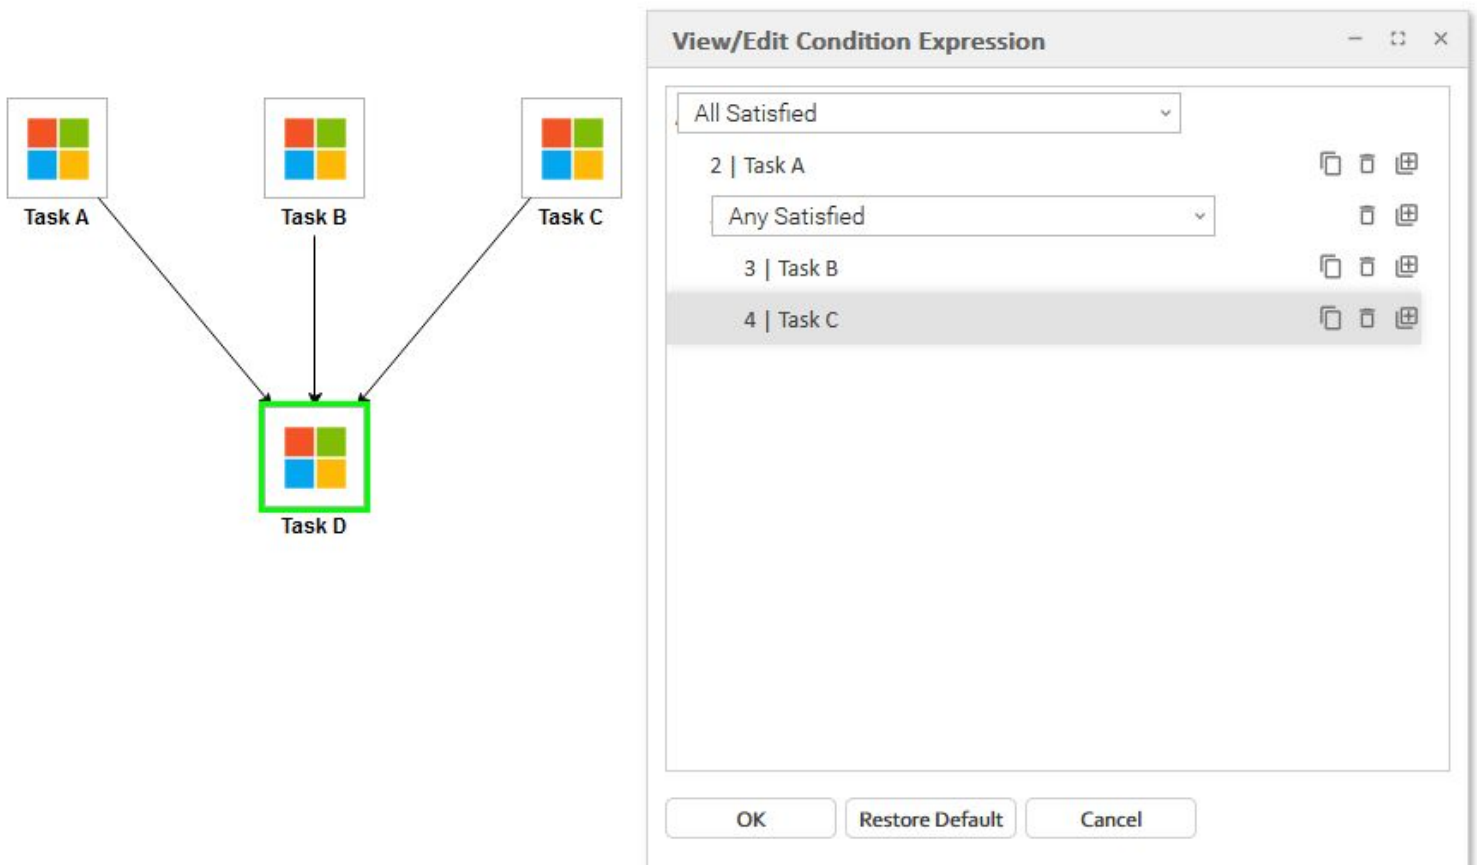 View/Edit Condition Expression
All Satisfied
2 | Task A
Any Satisfied
3 | Task B
4 | Task C
OK Restore Default Cancel
Task A Task B Task C
Task D